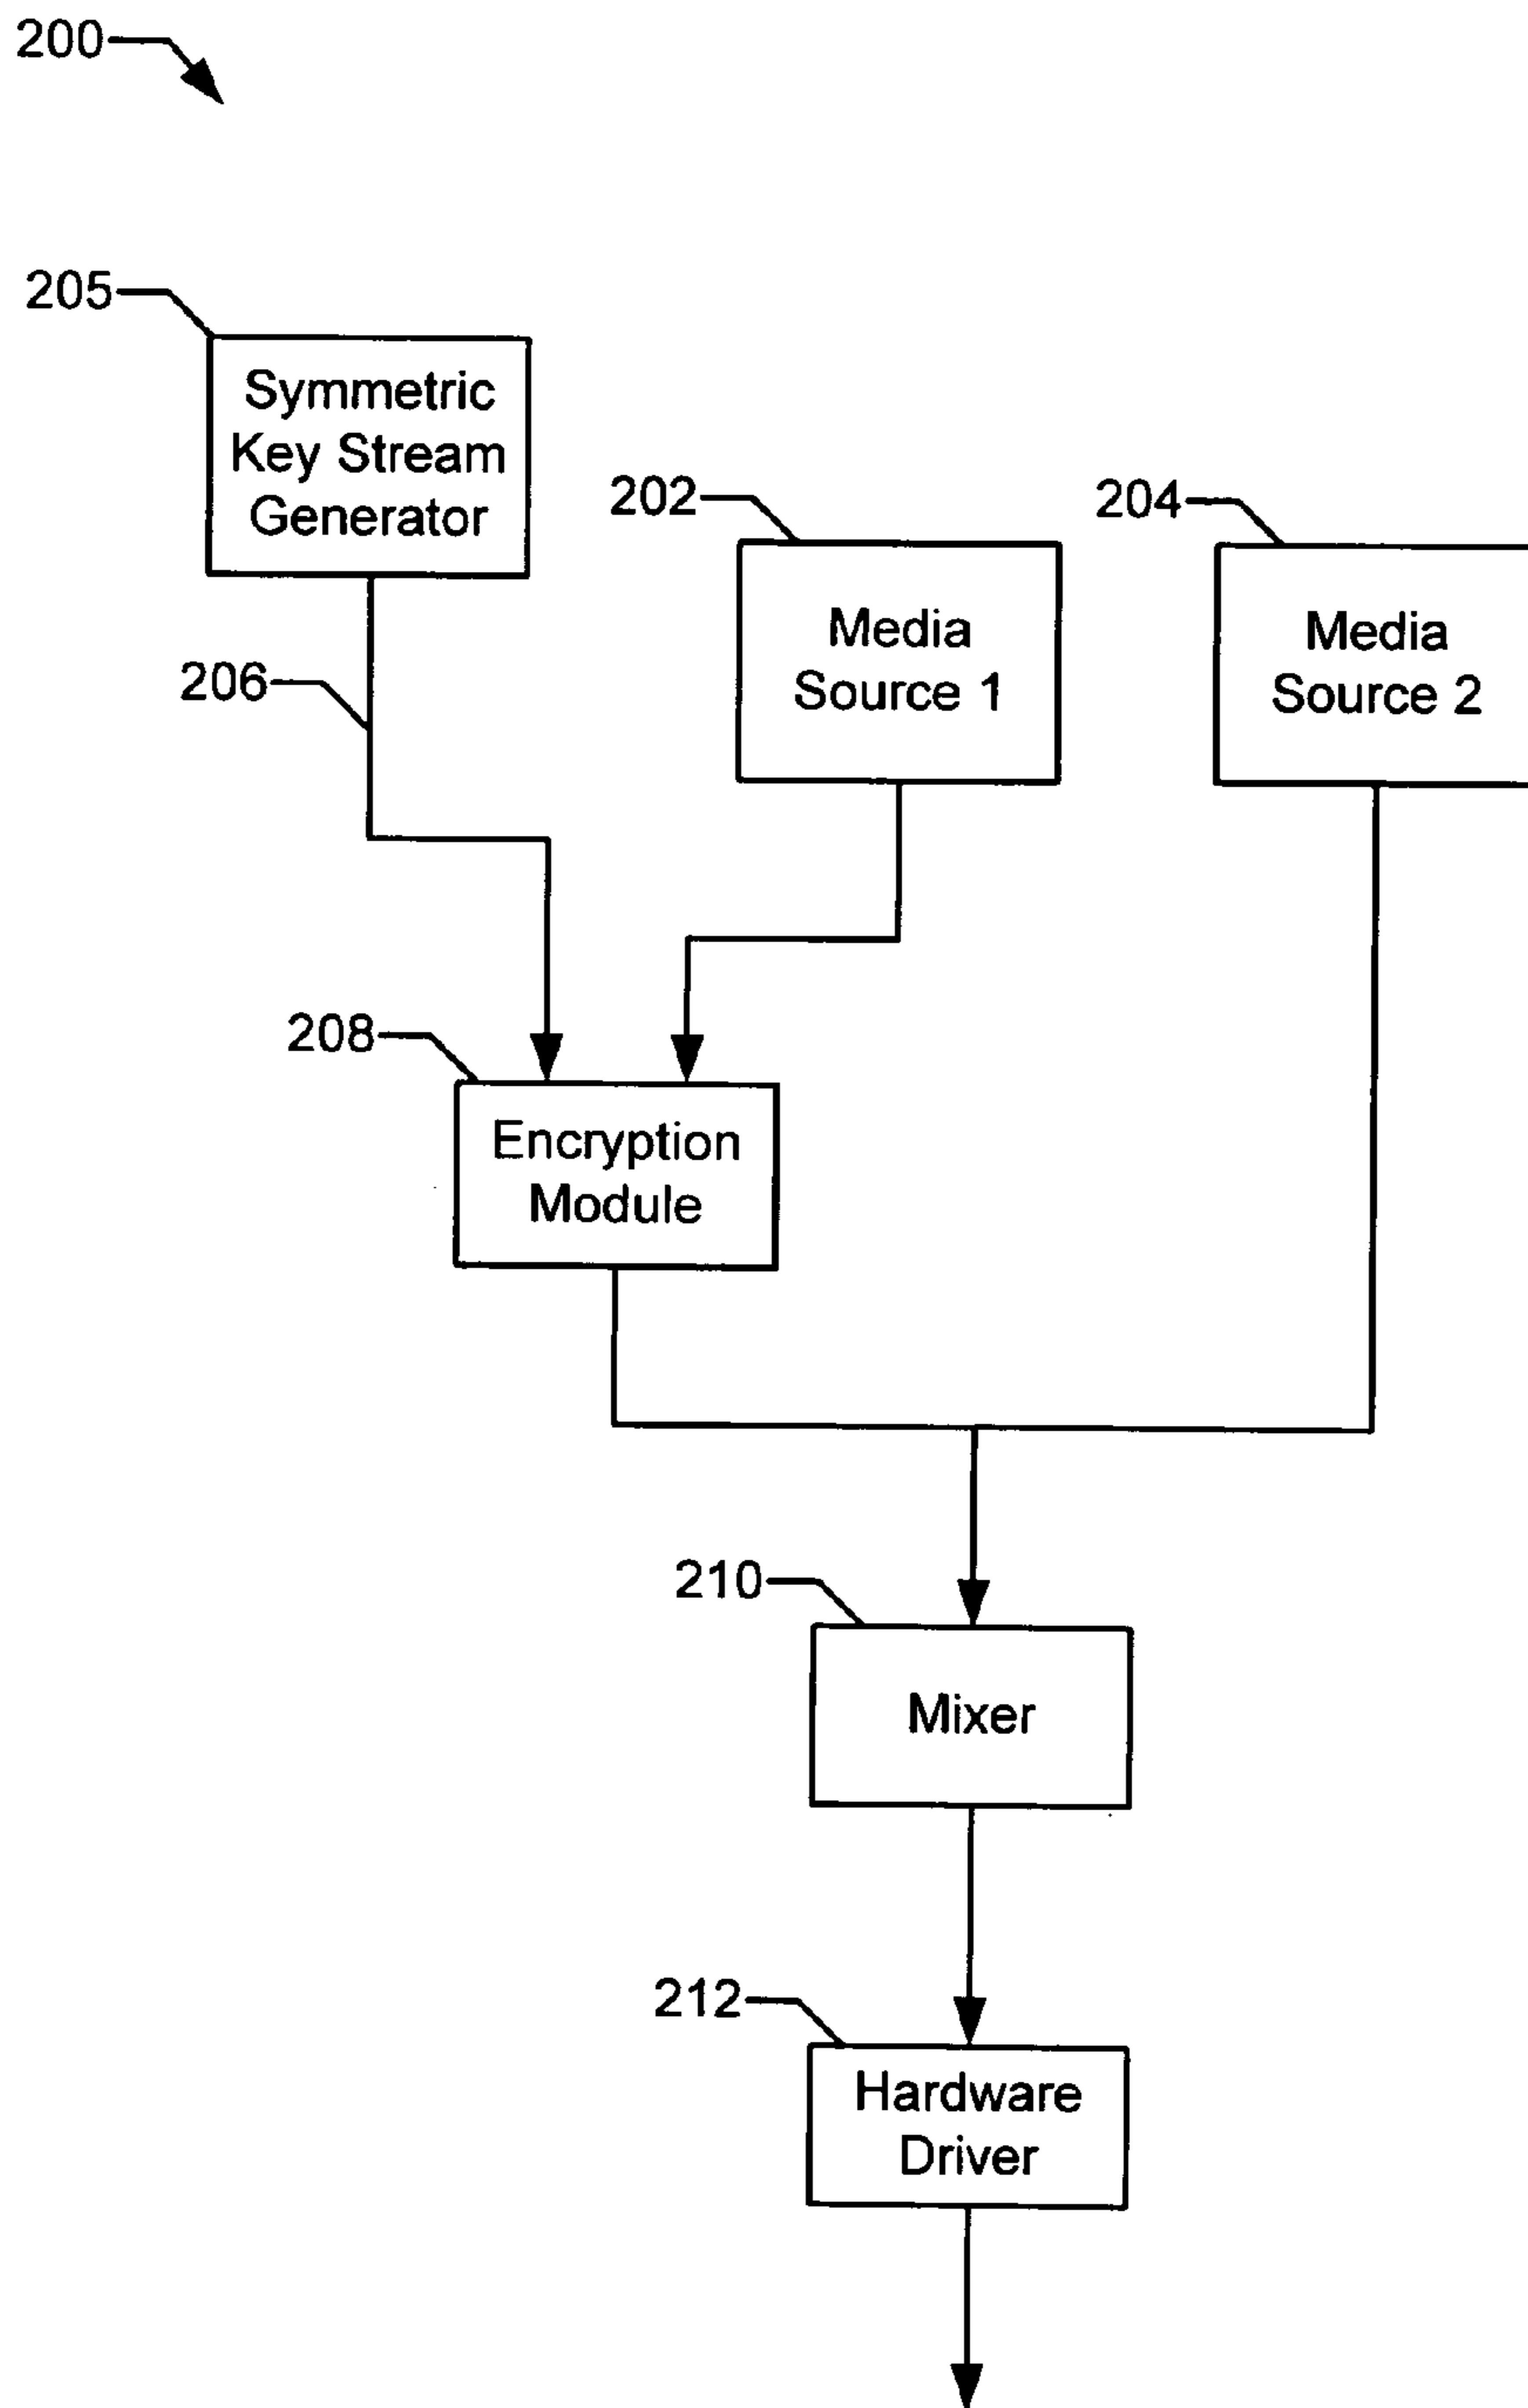 200
205
Symmetric
Key Stream
Generator
202
204
Media
Source 1
Media
Source 2
206
208
Encryption
Module
210
Mixer
212
Hardware
Driver